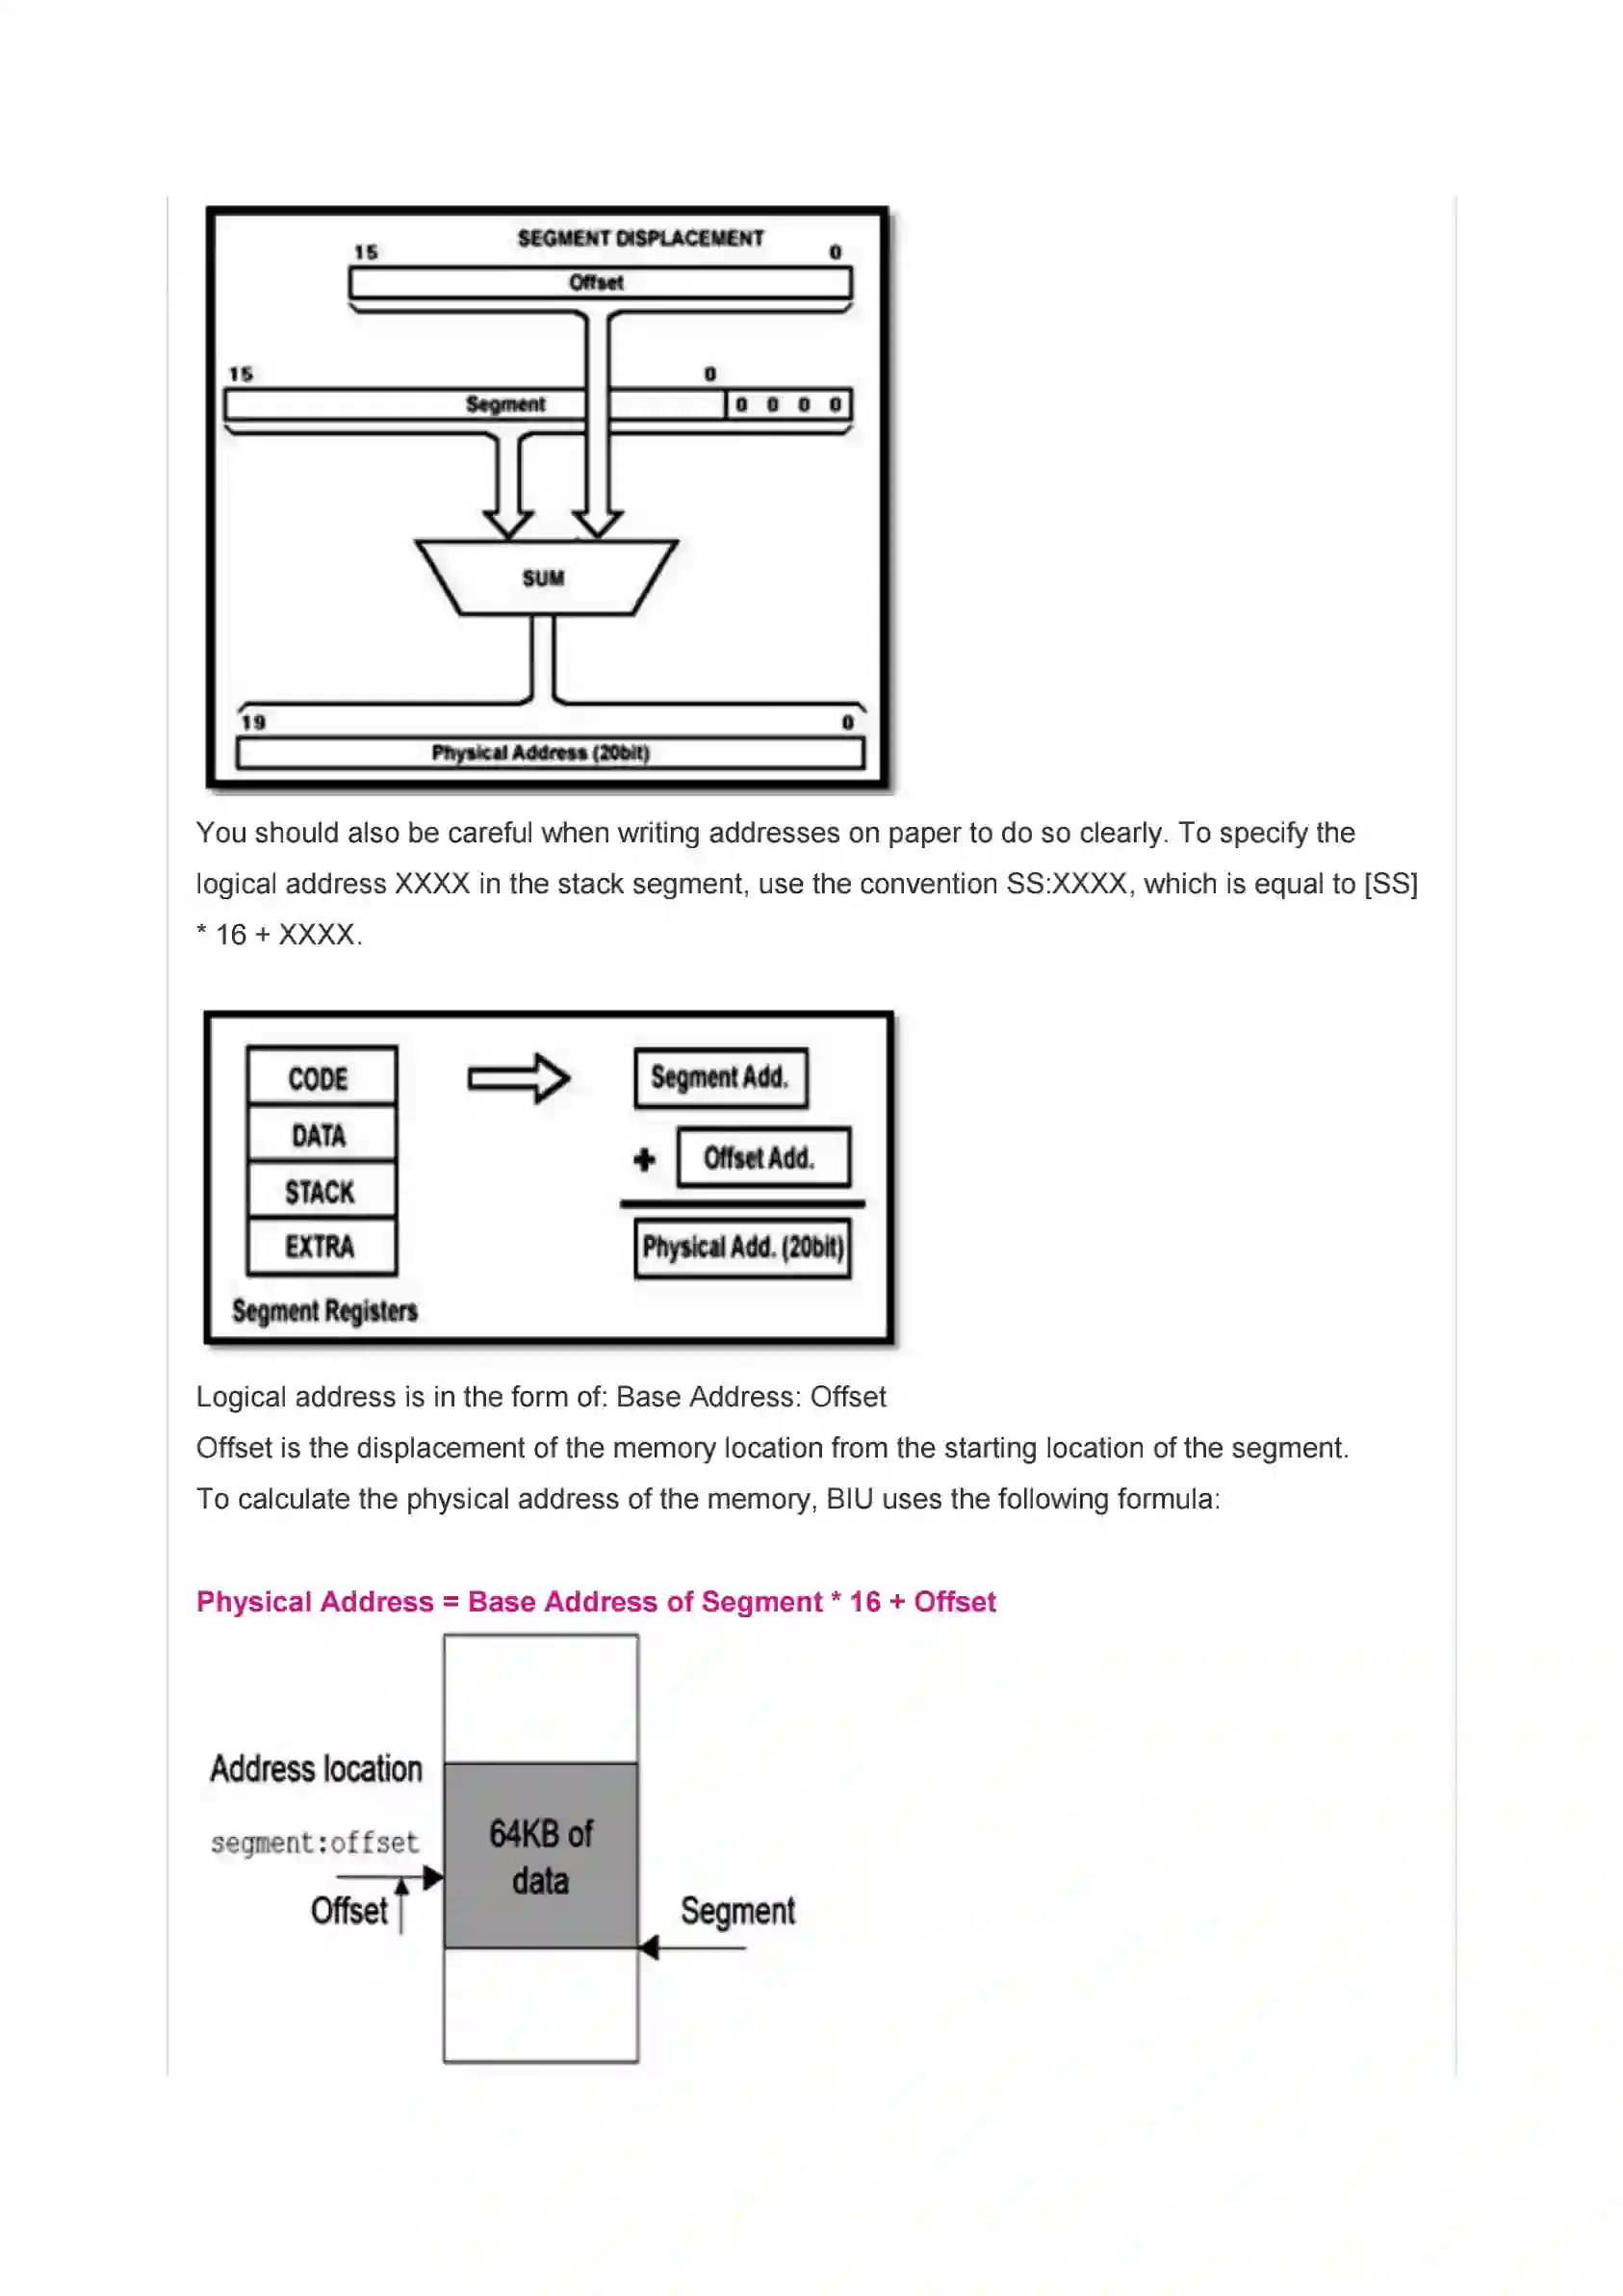 SEGMENT DISPLACEMENT
15 0
Offset
15 0
Segment 0 0 0 0
SUM
19 0
Physical Address (20bit)
You should also be careful when writing addresses on paper to do so clearly. To specify the
logical address XXXX in the stack segment, use the convention SS:XXXX, which is equal to [SS]
* 16 + XXXX.
CODE
DATA
STACK
EXTRA
Segment Registers
Segment Add.
+ Offset Add.
Physical Add. (20bit)
Logical address is in the form of: Base Address: Offset
Offset is the displacement of the memory location from the starting location of the segment.
To calculate the physical address of the memory, BIU uses the following formula:
Physical Address = Base Address of Segment * 16 + Offset
Address location
segment:offset
Offset
64KB of
data
Segment